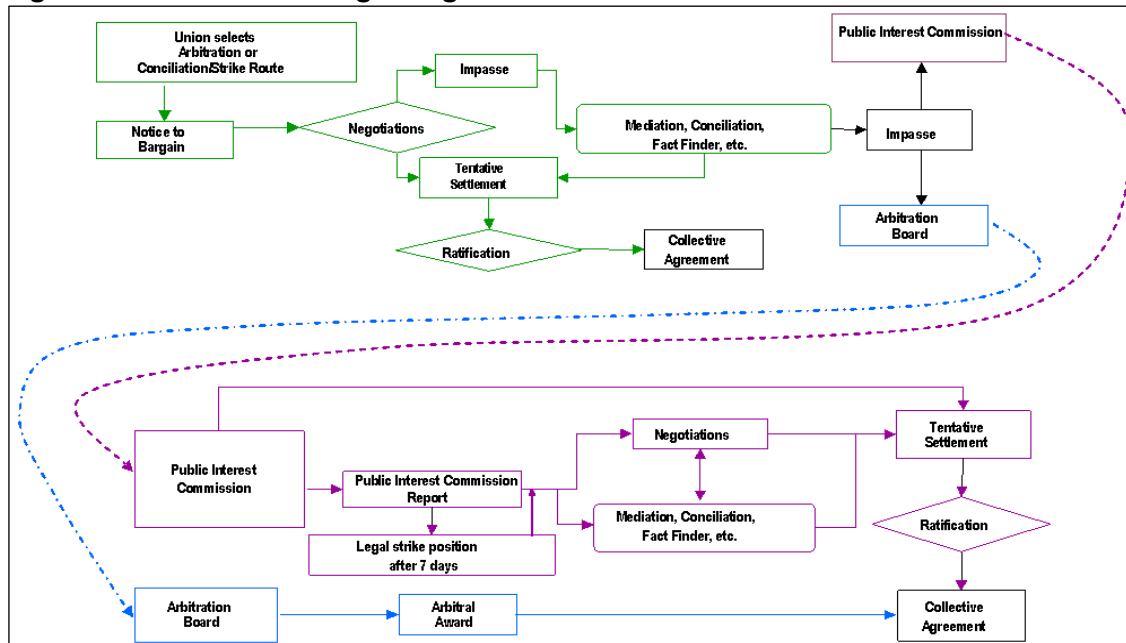 Union selects
Arbitration or
Conciliation/Strike Route
Notice to
Bargain
Negotiations
Impasse
Mediation, Conciliation,
Fact Finder, etc.
Tentative
Settlement
Ratification
Collective
Agreement
Public Interest Commission
Impasse
Arbitration
Board
Public Interest
Commission
Public Interest Commission
Report
Legal strike position
after 7 days
Negotiations
Mediation, Conciliation,
Fact Finder, etc.
Tentative
Settlement
Ratification
Arbitration
Board
Arbitral
Award
Collective
Agreement